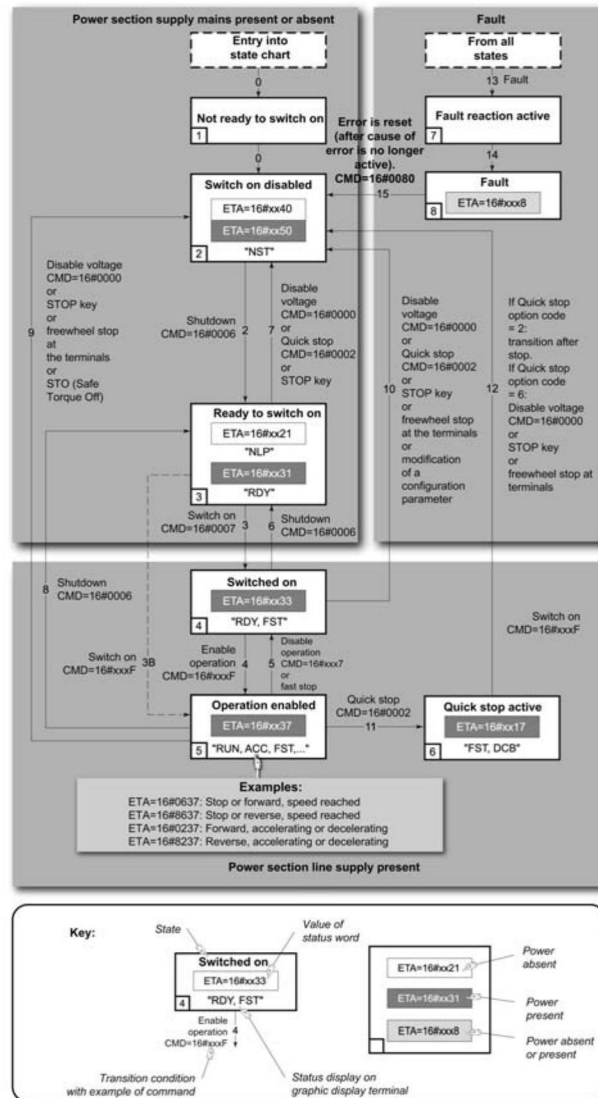 Power section supply mains present or absent
Fault
Entry into
state chart
From all
states
0
13 Fault
Not ready to switch on
1
Fault reaction active
7
Error is reset
(after cause of
error is no longer
active).
CMD=16#0080
0
14
15
Switch on disabled
ETA=16#xx40
ETA=16#xx50
"NST"
2
Fault
ETA=16#xxx8
8
9
Disable voltage
CMD=16#0000
or
STOP key
or
freewheel stop
at
the terminals
or
STO (Safe
Torque Off)
Shutdown
CMD=16#0006
2
7
Disable
voltage
CMD=16#0000
or
Quick
stop
CMD=16#0002
or
STOP key
10
Disable
voltage
CMD=16#0000
or
Quick stop
CMD=16#0002
or
STOP key
or
freewheel stop
at the terminals
or
modification
of a
configuration
parameter
12
If Quick stop
option code
= 2:
transition after
stop.
If Quick stop
option code
= 6:
Disable voltage
CMD=16#0000
or
STOP key
or
freewheel stop at
terminals
Ready to switch on
ETA=16#xx21
"NLP"
ETA=16#xx31
"RDY"
3
Switch on
CMD=16#0007
3
6
Shutdown
CMD=16#0006
Switched on
ETA=16#xx33
"RDY, FST"
4
8
Shutdown
CMD=16#0006
Switch on
CMD=16#xxxF
3B
Enable
operation
CMD=16#xxxF
4
5
Disable
operation
CMD=16#xxx7
or
fast stop
Switch on
CMD=16#xxxF
Operation enabled
ETA=16#xx37
"RUN, ACC, FST,..."
5
Quick stop
CMD=16#0002
11
Quick stop active
ETA=16#xx17
"FST, DCB"
6
Examples:
ETA=16#0637: Stop or forward, speed reached
ETA=16#8637: Stop or reverse, speed reached
ETA=16#0237: Forward, accelerating or decelerating
ETA=16#8237: Reverse, accelerating or decelerating
Power section line supply present
Key:
State
Value of
status word
Switched on
ETA=16#xx33
"RDY, FST"
4
Enable
operation
CMD=16#xxxF
4
Transition condition
with example of command
Status display on
graphic display terminal
ETA=16#xx21
ETA=16#xx31
ETA=16#xxx8
Power
absent
Power
present
Power absent
or present